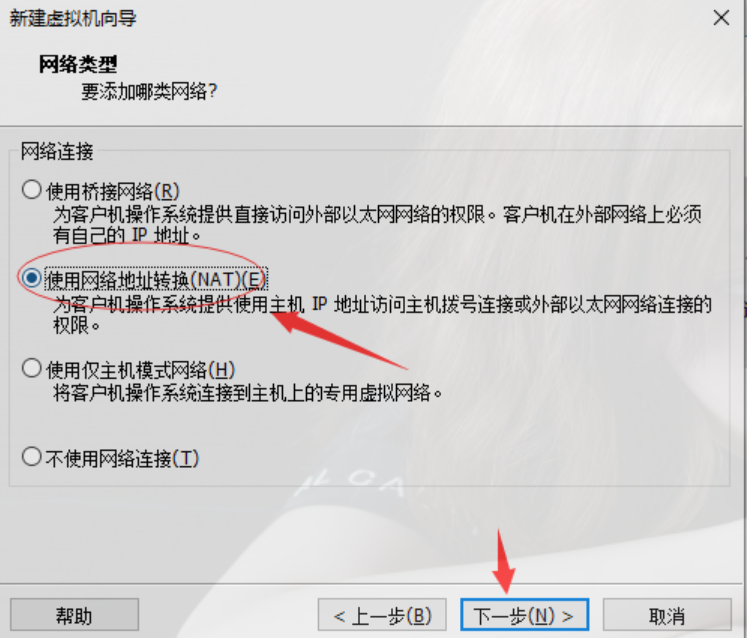 新建虚拟机向导
网络类型
要添加哪类网络?
网络连接
使用桥接网络(R)
为客户机操作系统提供直接访问外部以太网网络的权限。客户机在外部网络上必须
有自己的 IP 地址。
使用网络地址转换(NAT)(E)
为客户机操作系统提供使用主机 IP 地址访问主机拨号连接或外部以太网网络连接的
权限。
使用仅主机模式网络(H)
将客户机操作系统连接到主机上的专用虚拟网络。
不使用网络连接(T)
帮助
< 上一步(B)
下一步(N) >
取消